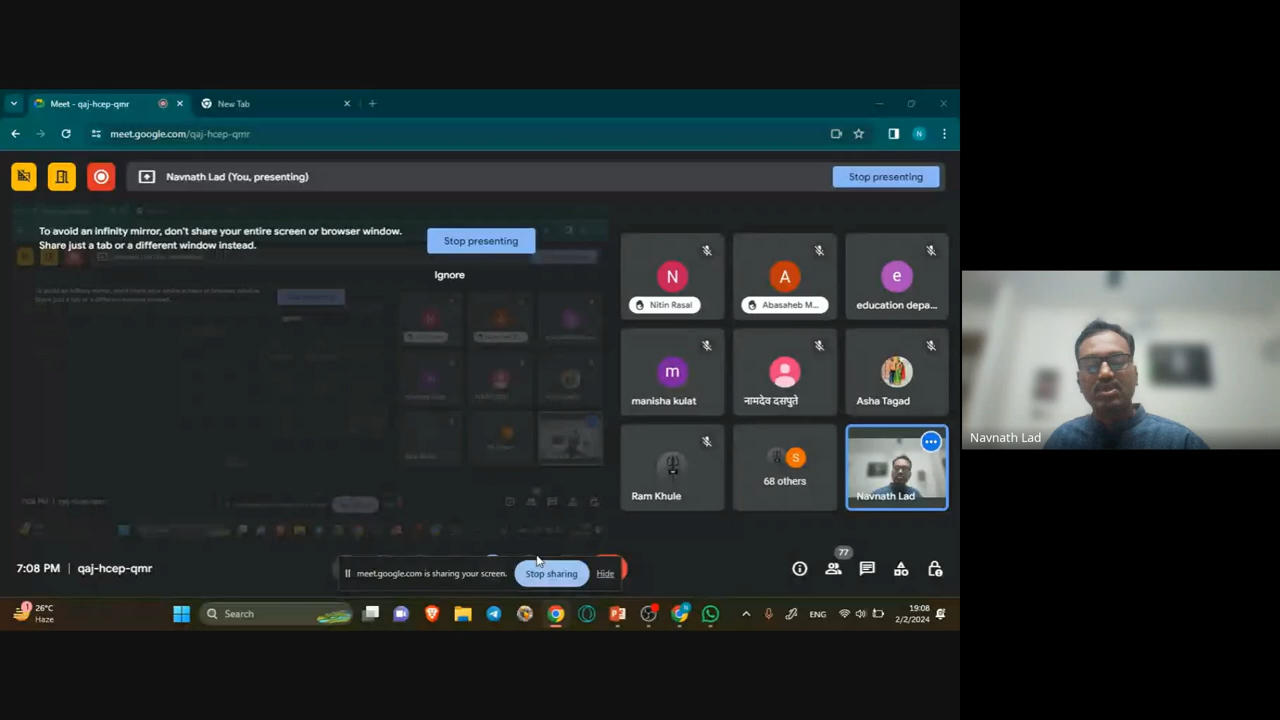 Meet - qaj-hcep-qmr
New Tab
meet.google.com/qaj-hcep-qmr
N
Navnath Lad (You, presenting)
Stop presenting
To avoid an infinity mirror, don't share your entire screen or browser window.
Share just a tab or a different window instead.
Stop presenting
Ignore
N
Nitin Rasal
A
Abasaheb M...
e
education depa...
m
manisha kulat
नामदेव दसपुते
Asha Tagad
Ram Khule
S
68 others
Navnath Lad
Navnath Lad
7:08 PM | qaj-hcep-qmr
meet.google.com is sharing your screen.
Stop sharing
Hide
77
1
26°C
Haze
Search
ENG
19:08
2/2/2024